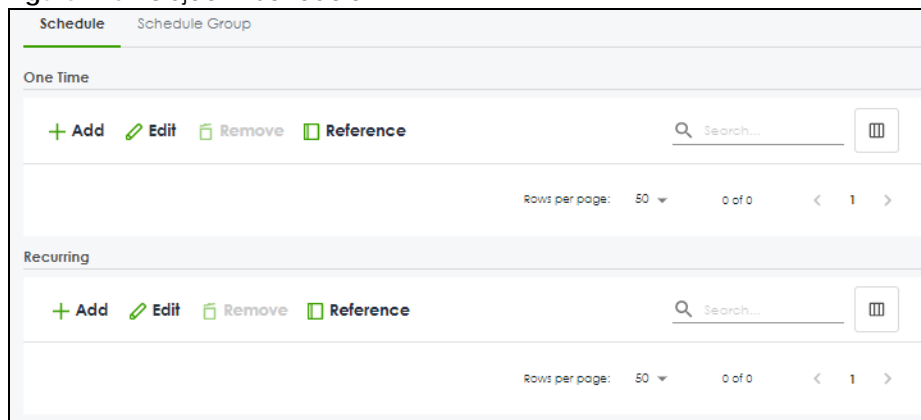 Schedule Schedule Group
One Time
Add Edit Remove Reference Search...
Rows per page: 50 0 of 0 < 1 >
Recurring
Add Edit Remove Reference Search...
Rows per page: 50 0 of 0 < 1 >